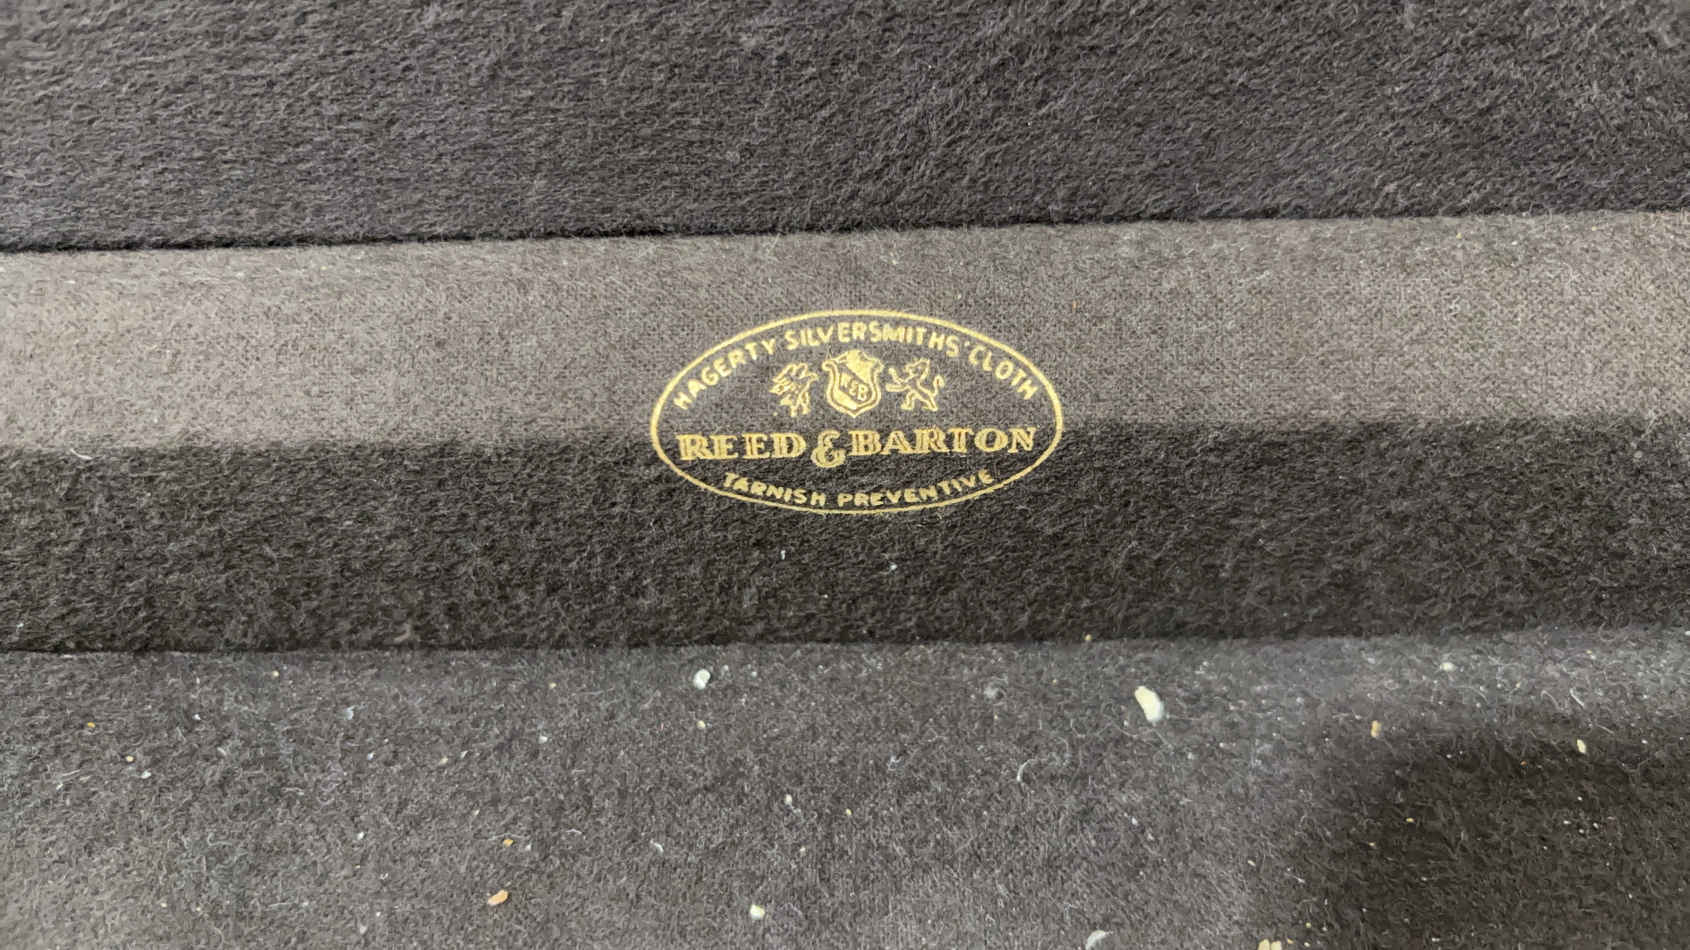 HAGERTY SILVERSMITHS' CLOTH
R&B
REED & BARTON
TARNISH PREVENTIVE